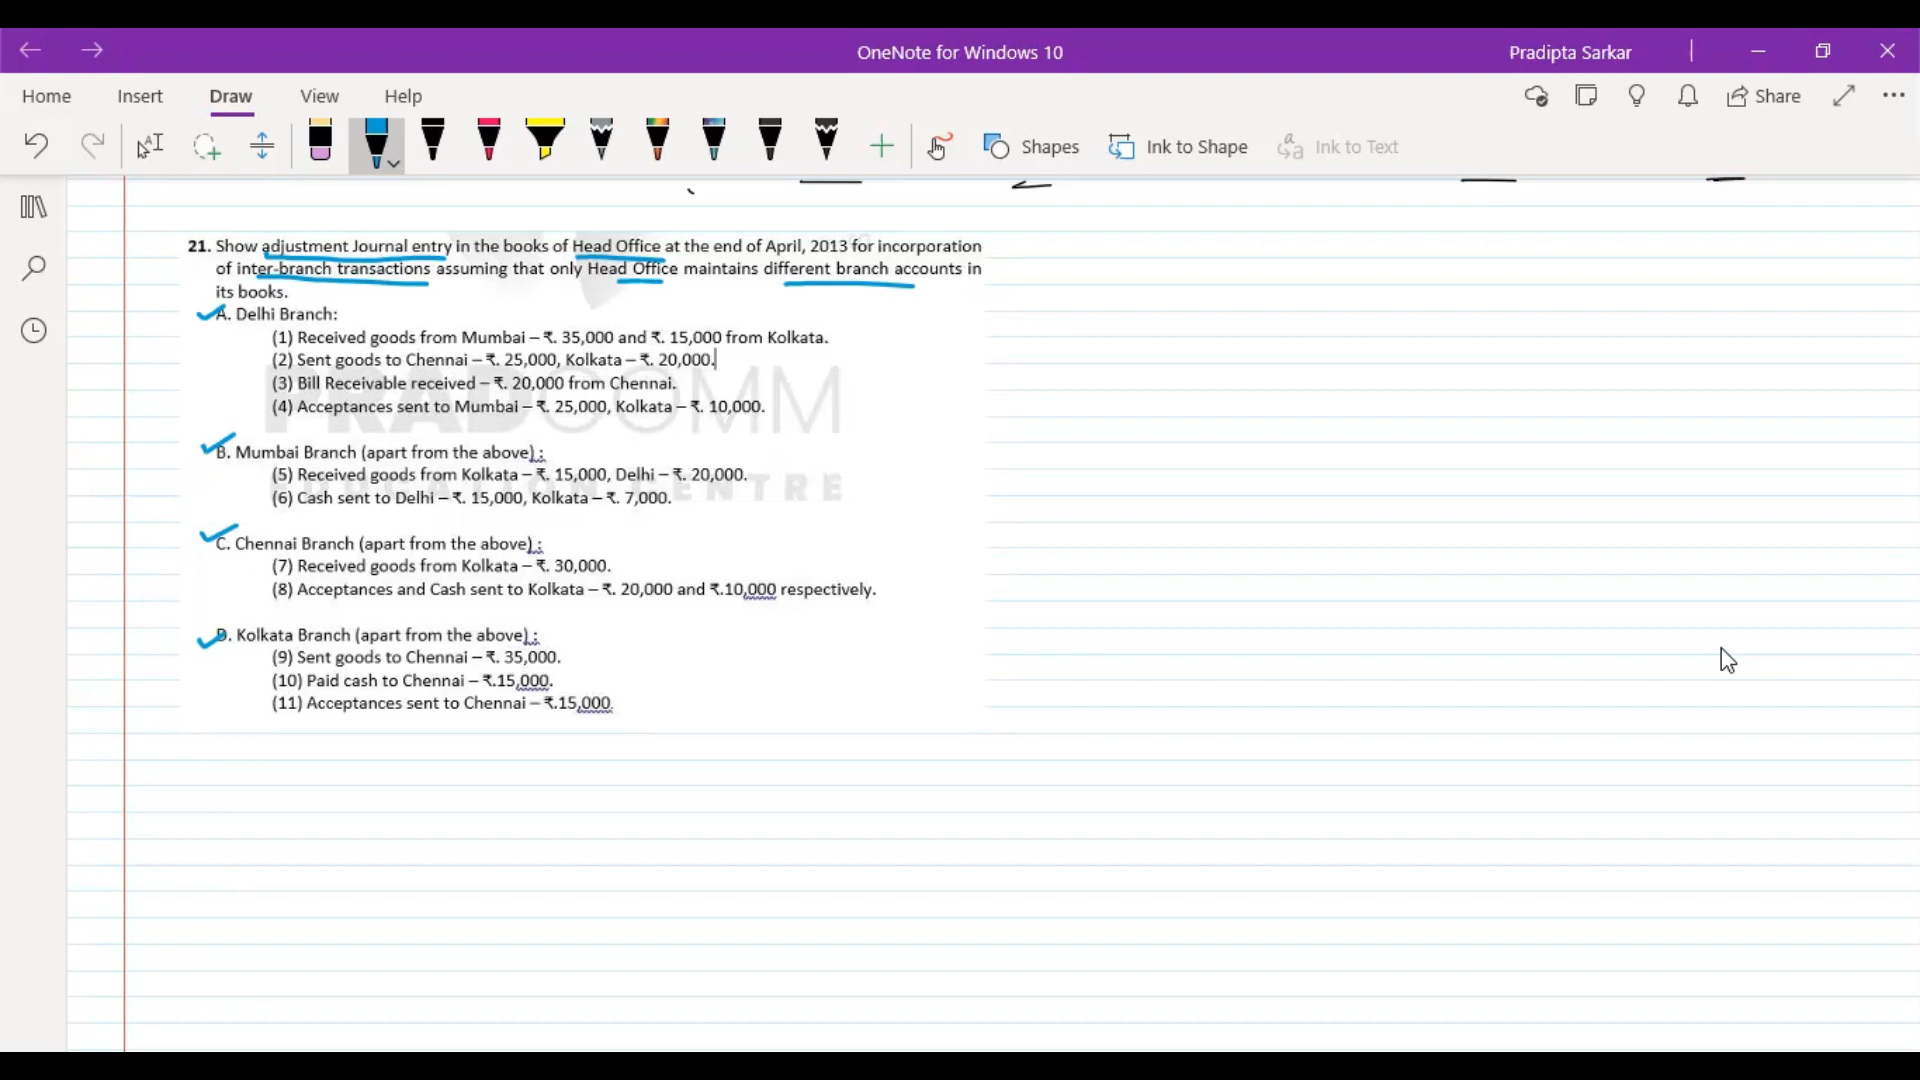 OneNote for Windows 10
Pradipta Sarkar
Home Insert Draw View Help
Share
Shapes Ink to Shape Ink to Text
21. Show adjustment Journal entry in the books of Head Office at the end of April, 2013 for incorporation
of inter-branch transactions assuming that only Head Office maintains different branch accounts in
its books.
A. Delhi Branch:
(1) Received goods from Mumbai – ₹. 35,000 and ₹. 15,000 from Kolkata.
(2) Sent goods to Chennai – ₹. 25,000, Kolkata – ₹. 20,000.
(3) Bill Receivable received – ₹. 20,000 from Chennai.
(4) Acceptances sent to Mumbai – ₹. 25,000, Kolkata – ₹. 10,000.
PRADCOMM
B. Mumbai Branch (apart from the above) :
(5) Received goods from Kolkata – ₹. 15,000, Delhi – ₹. 20,000.
EDUCATION CENTRE
(6) Cash sent to Delhi – ₹. 15,000, Kolkata – ₹. 7,000.
C. Chennai Branch (apart from the above) :
(7) Received goods from Kolkata – ₹. 30,000.
(8) Acceptances and Cash sent to Kolkata – ₹. 20,000 and ₹.10,000 respectively.
D. Kolkata Branch (apart from the above) :
(9) Sent goods to Chennai – ₹. 35,000.
(10) Paid cash to Chennai – ₹.15,000.
(11) Acceptances sent to Chennai – ₹.15,000.